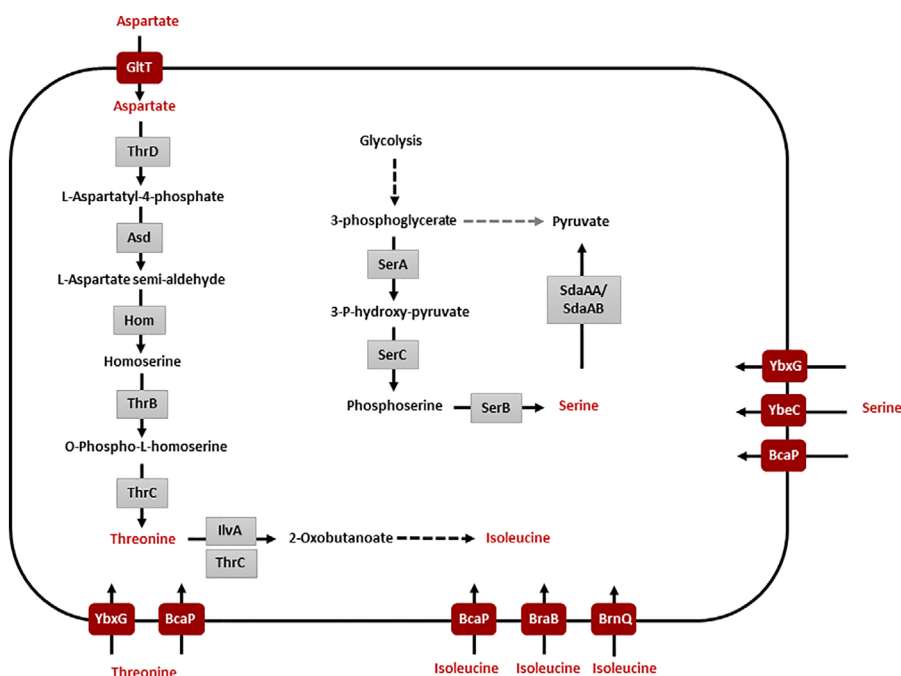 Aspartate
GltT
Aspartate
ThrD
L-Aspartatyl-4-phosphate
Asd
L-Aspartate semi-aldehyde
Hom
Homoserine
ThrB
O-Phospho-L-homoserine
ThrC
Threonine
IlvA
ThrC
2-Oxobutanoate
Isoleucine
Glycolysis
3-phosphoglycerate
Pyruvate
SerA
3-P-hydroxy-pyruvate
SerC
Phosphoserine
SerB
Serine
SdaAA/
SdaAB
YbxG
YbeC
Serine
BcaP
YbxG
BcaP
Threonine
BcaP
BraB
BrnQ
Isoleucine
Isoleucine
Isoleucine